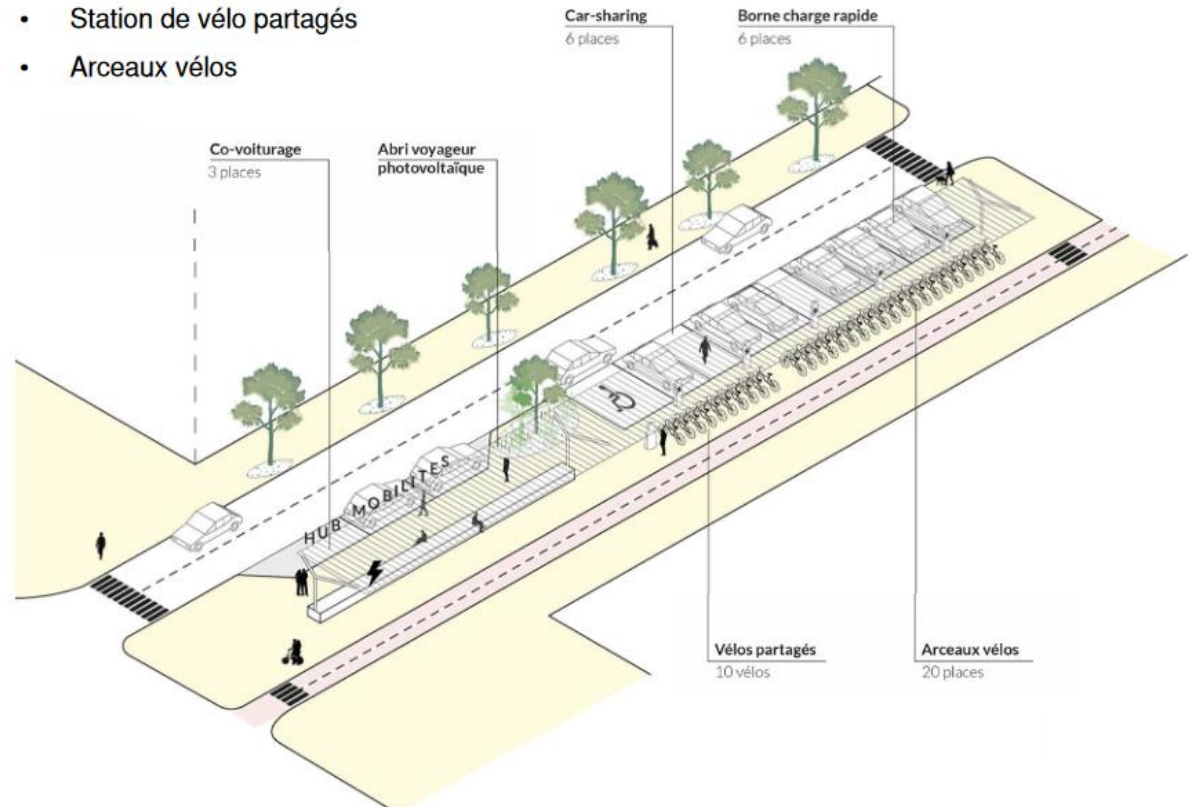 • Station de vélo partagés
• Arceaux vélos
Car-sharing
6 places
Borne charge rapide
6 places
Co-voiturage
3 places
Abri voyageur
photovoltaïque
HUB MOBILITES
Vélos partagés
10 vélos
Arceaux vélos
20 places